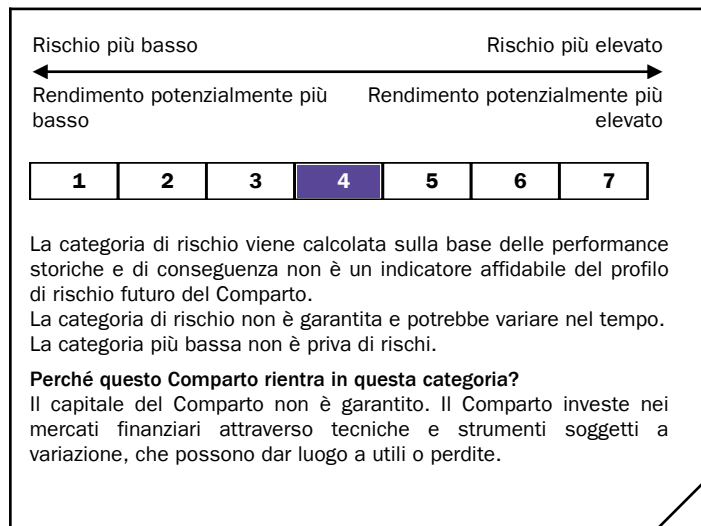 Rischio più basso Rischio più elevato
Rendimento potenzialmente più basso Rendimento potenzialmente più elevato
1 2 3 4 5 6 7
La categoria di rischio viene calcolata sulla base delle performance
storiche e di conseguenza non è un indicatore affidabile del profilo
di rischio futuro del Comparto.
La categoria di rischio non è garantita e potrebbe variare nel tempo.
La categoria più bassa non è priva di rischi.
Perché questo Comparto rientra in questa categoria?
Il capitale del Comparto non è garantito. Il Comparto investe nei
mercati finanziari attraverso tecniche e strumenti soggetti a
variazione, che possono dar luogo a utili o perdite.